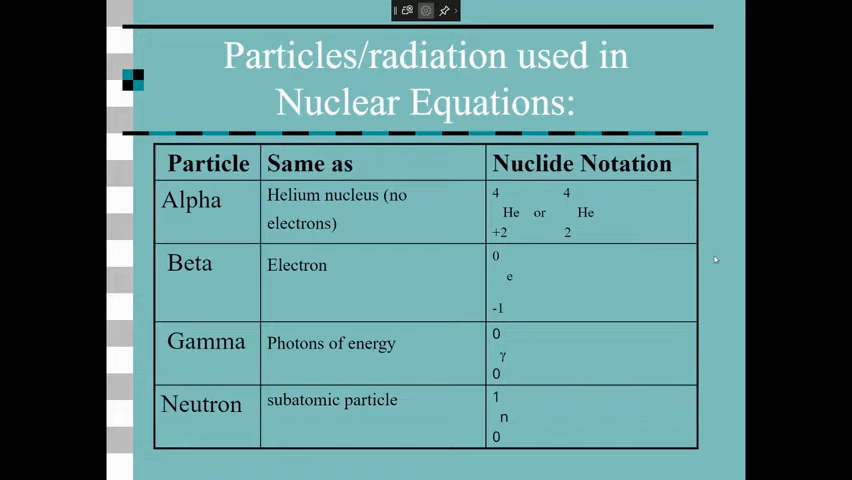 Particles/radiation used in
Nuclear Equations:
Particle Same as Nuclide Notation
Alpha Helium nucleus (no electrons) 4 4
He or He
+2 2
Beta Electron 0
e
-1
Gamma Photons of energy 0
γ
0
Neutron subatomic particle 1
n
0